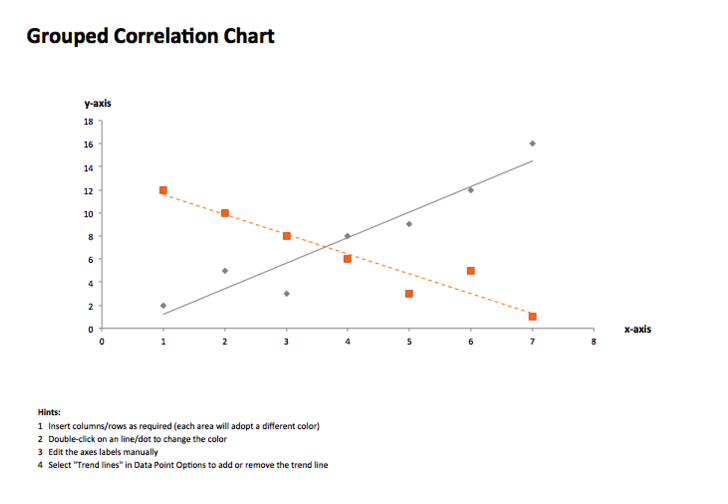 Grouped Correlation Chart
y-axis
18
16
14
12
10
8
6
4
2
0
0 1 2 3 4 5 6 7 8
x-axis
Hints:
1 Insert columns/rows as required (each area will adopt a different color)
2 Double-click on an line/dot to change the color
3 Edit the axes labels manually
4 Select "Trend lines" in Data Point Options to add or remove the trend line